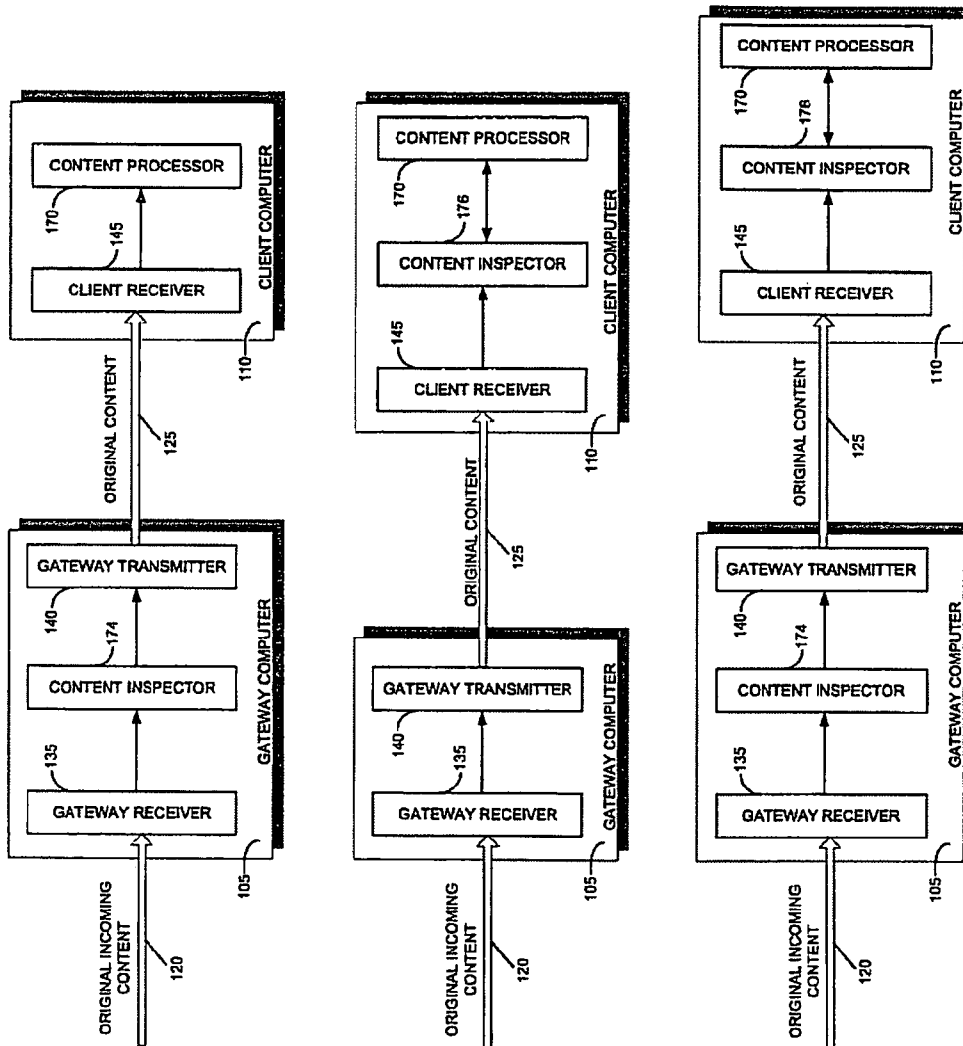 ORIGINAL INCOMING
CONTENT
120
GATEWAY RECEIVER
135
CONTENT INSPECTOR
174
GATEWAY TRANSMITTER
140
GATEWAY COMPUTER
105
ORIGINAL CONTENT
125
CLIENT RECEIVER
145
CONTENT PROCESSOR
170
CLIENT COMPUTER
110
ORIGINAL INCOMING
CONTENT
120
GATEWAY RECEIVER
135
GATEWAY TRANSMITTER
140
GATEWAY COMPUTER
105
ORIGINAL CONTENT
125
CLIENT RECEIVER
145
CONTENT INSPECTOR
176
CONTENT PROCESSOR
170
CLIENT COMPUTER
110
ORIGINAL INCOMING
CONTENT
120
GATEWAY RECEIVER
135
CONTENT INSPECTOR
174
GATEWAY TRANSMITTER
140
GATEWAY COMPUTER
105
ORIGINAL CONTENT
125
CLIENT RECEIVER
145
CONTENT INSPECTOR
176
CONTENT PROCESSOR
170
CLIENT COMPUTER
110